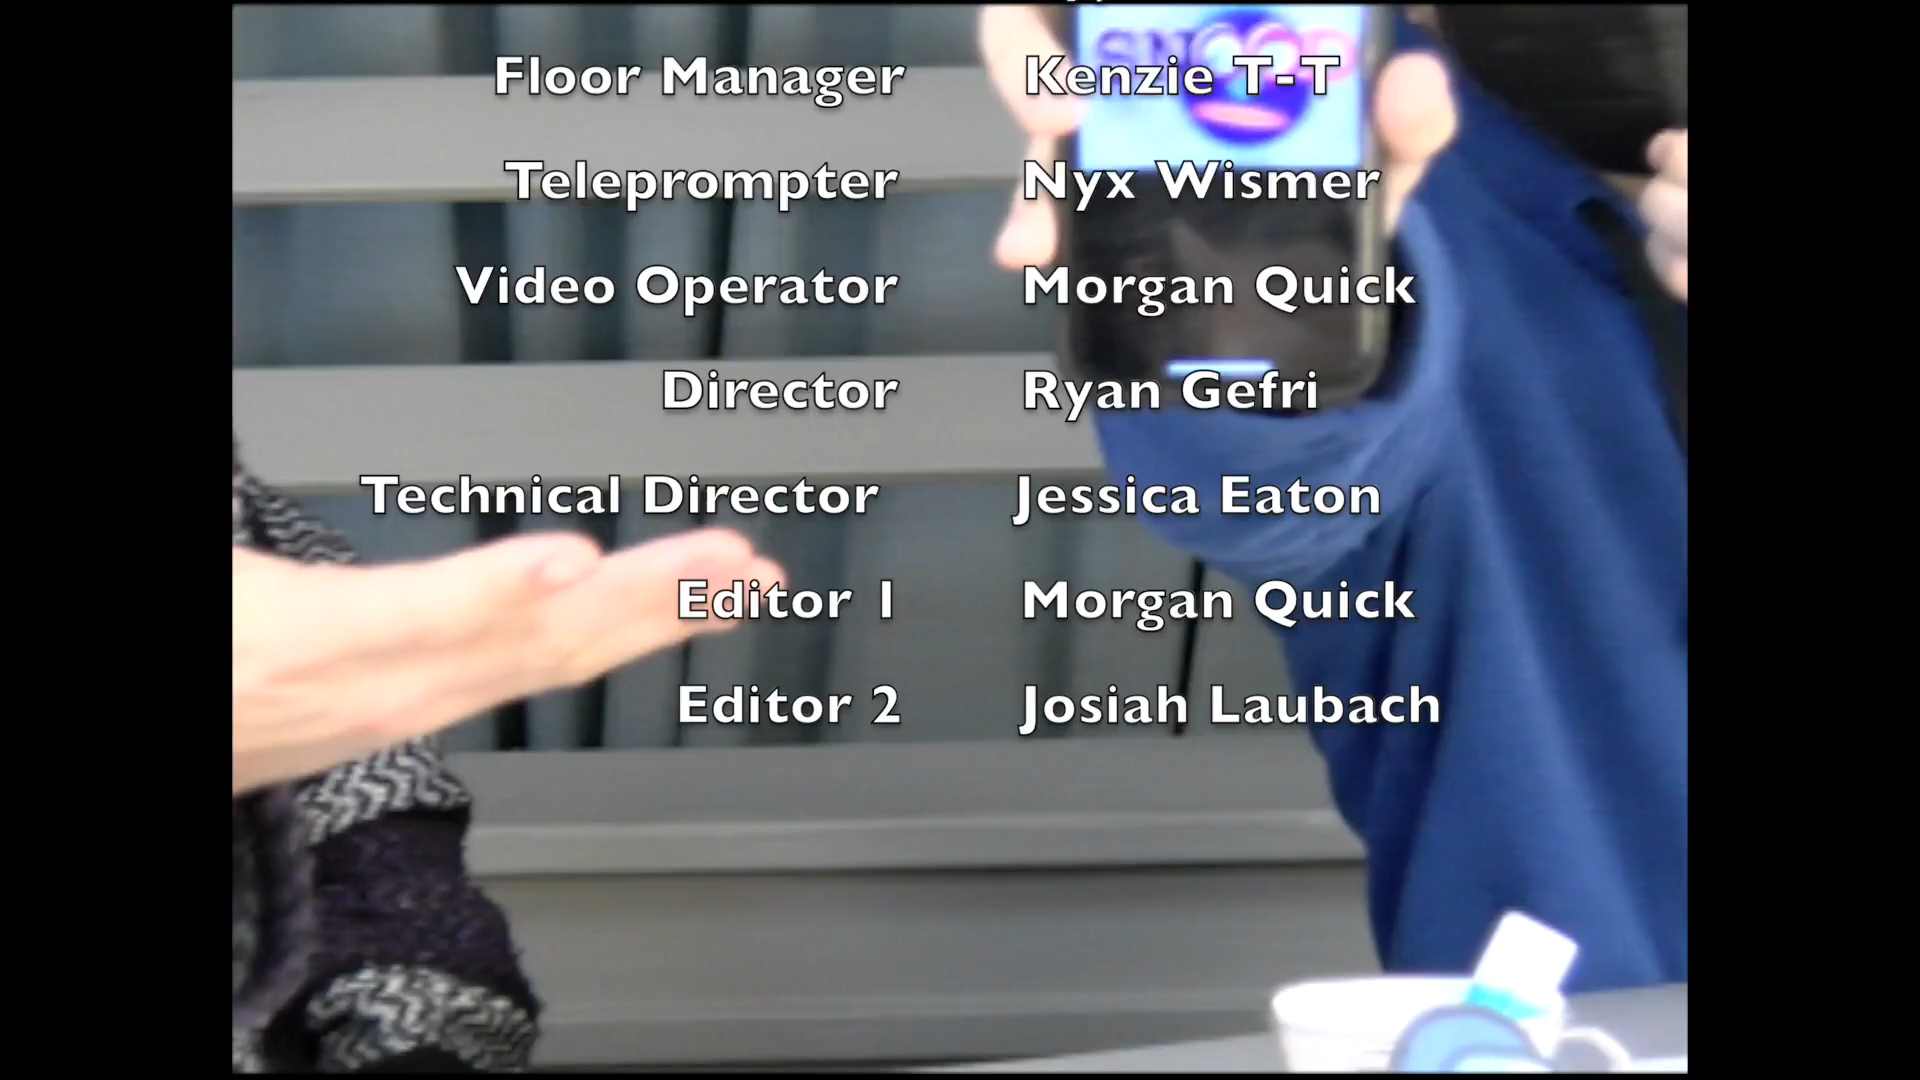 SNOOP
Floor Manager Kenzie T-T
Teleprompter Nyx Wismer
Video Operator Morgan Quick
Director Ryan Gefri
Technical Director Jessica Eaton
Editor 1 Morgan Quick
Editor 2 Josiah Laubach